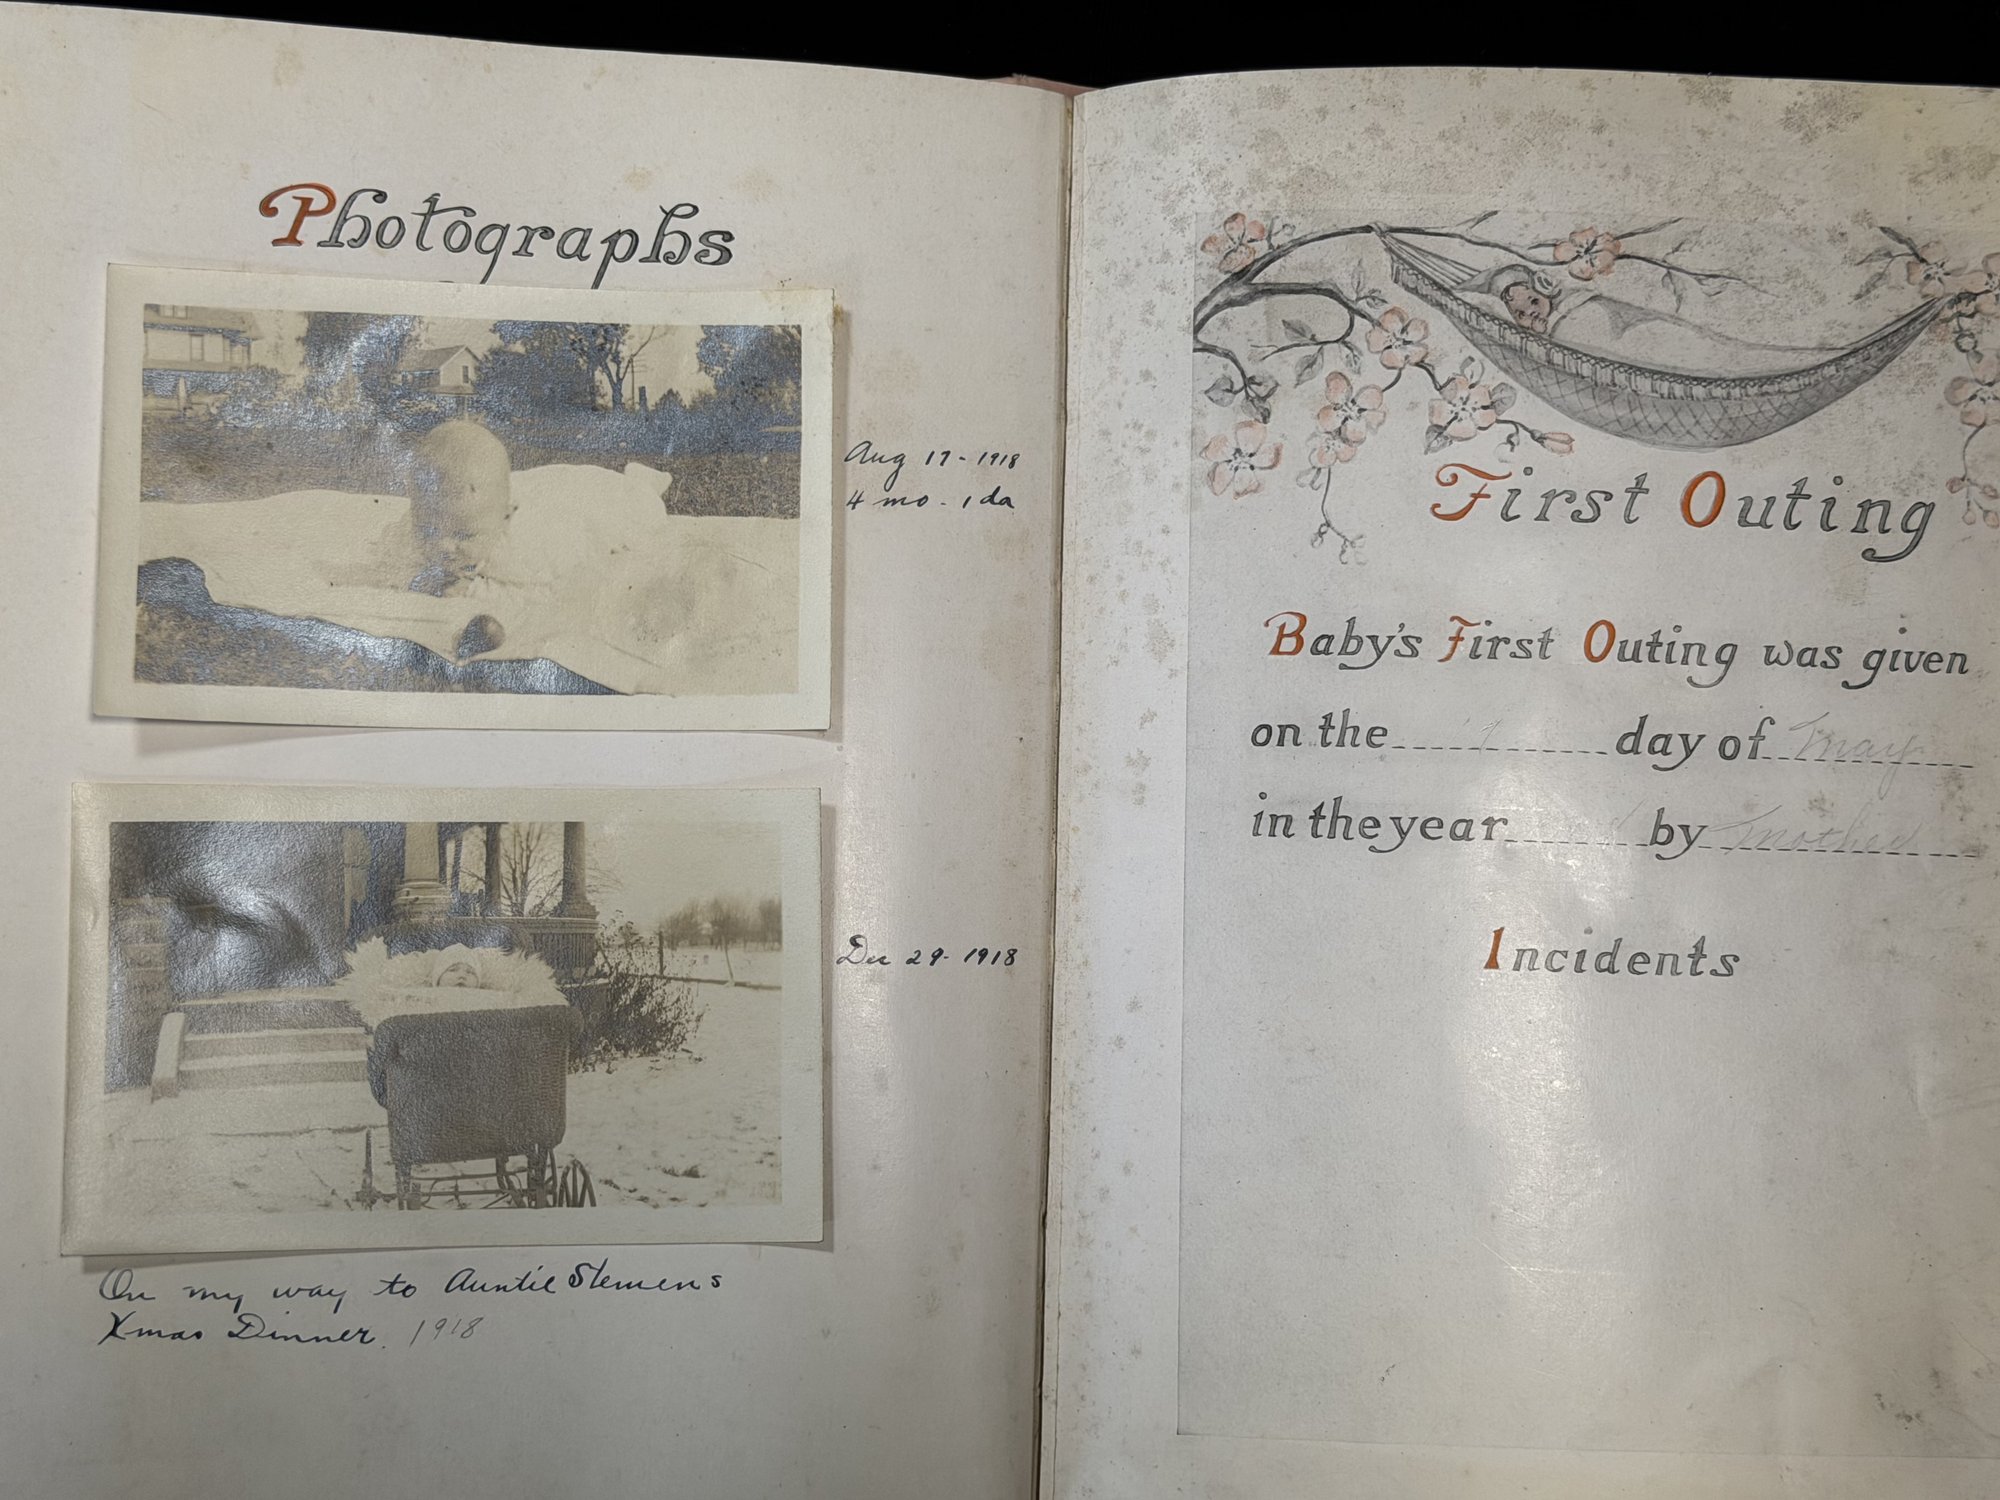 Photographs
Aug 17 - 1918
4 mo - 1 da
Dec 29 - 1918
On my way to Auntie Stemens
Xmas Dinner. 1918
First Outing
Baby's First Outing was given
on the day of May
in the year by Mother
Incidents